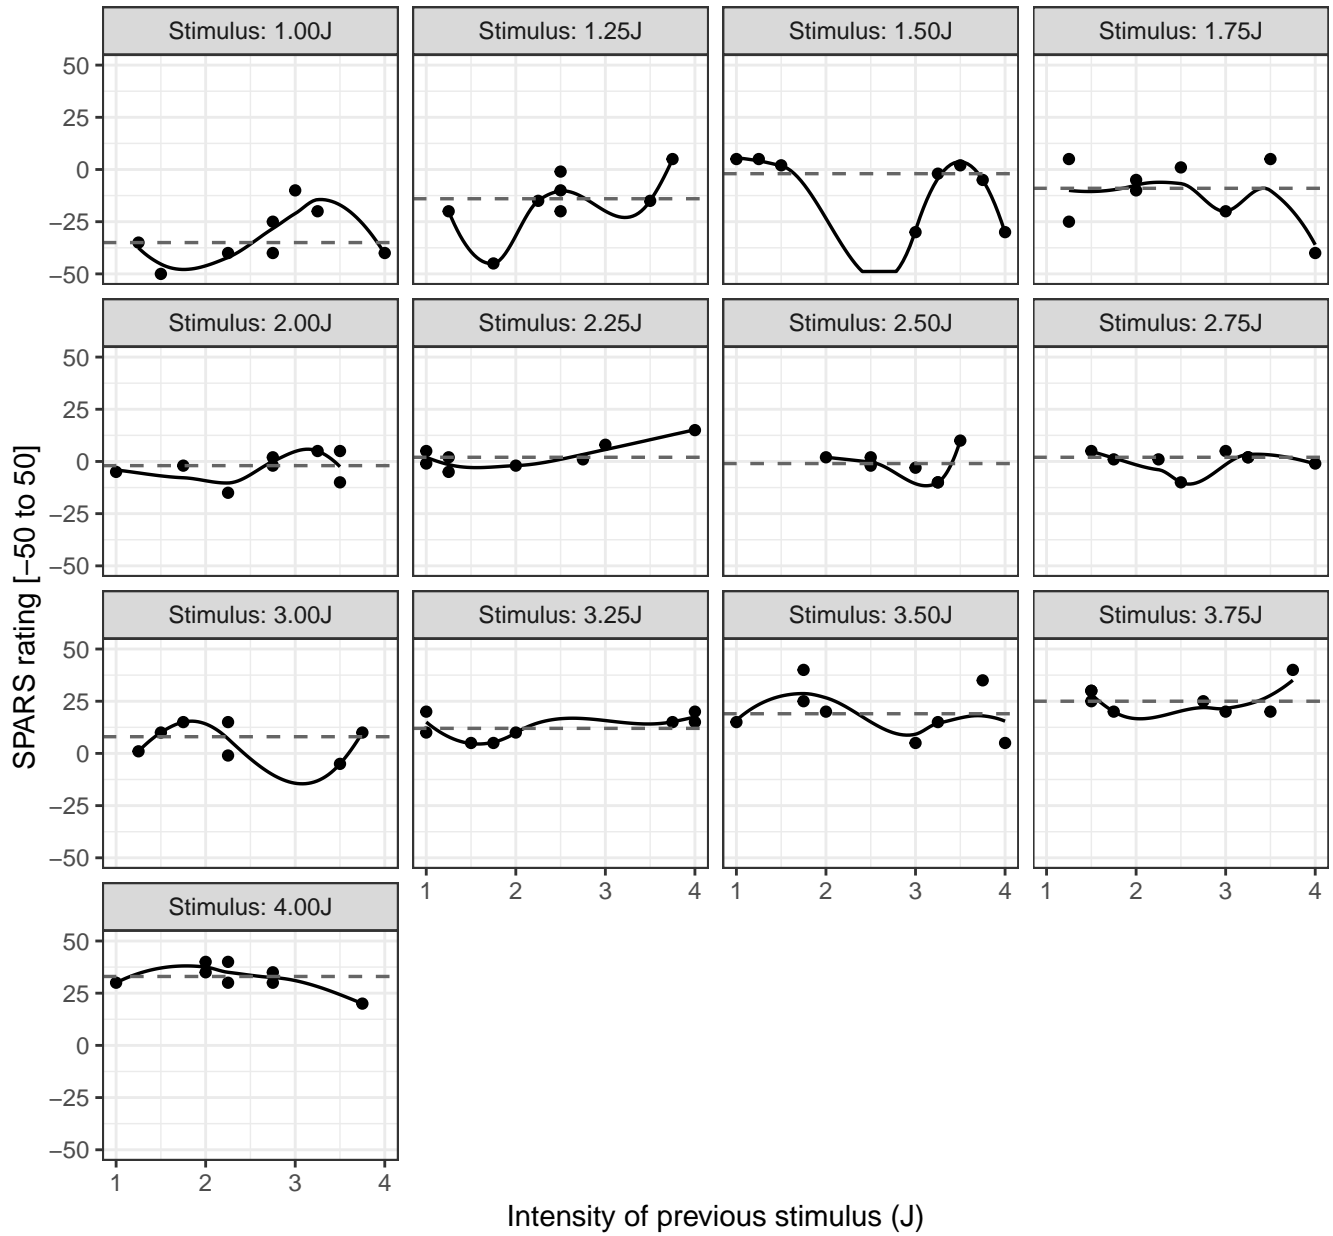 Stimulus: 1.00J
Stimulus: 1.25J
Stimulus: 1.50J
Stimulus: 1.75J
50
25
0
−25
−50
Stimulus: 2.00J
Stimulus: 2.25J
Stimulus: 2.50J
Stimulus: 2.75J
50
25
0
−25
−50
Stimulus: 3.00J
Stimulus: 3.25J
Stimulus: 3.50J
Stimulus: 3.75J
50
25
0
−25
−50
1 2 3 4
1 2 3 4
1 2 3 4
Stimulus: 4.00J
50
25
0
−25
−50
1 2 3 4
SPARS rating [−50 to 50]
Intensity of previous stimulus (J)